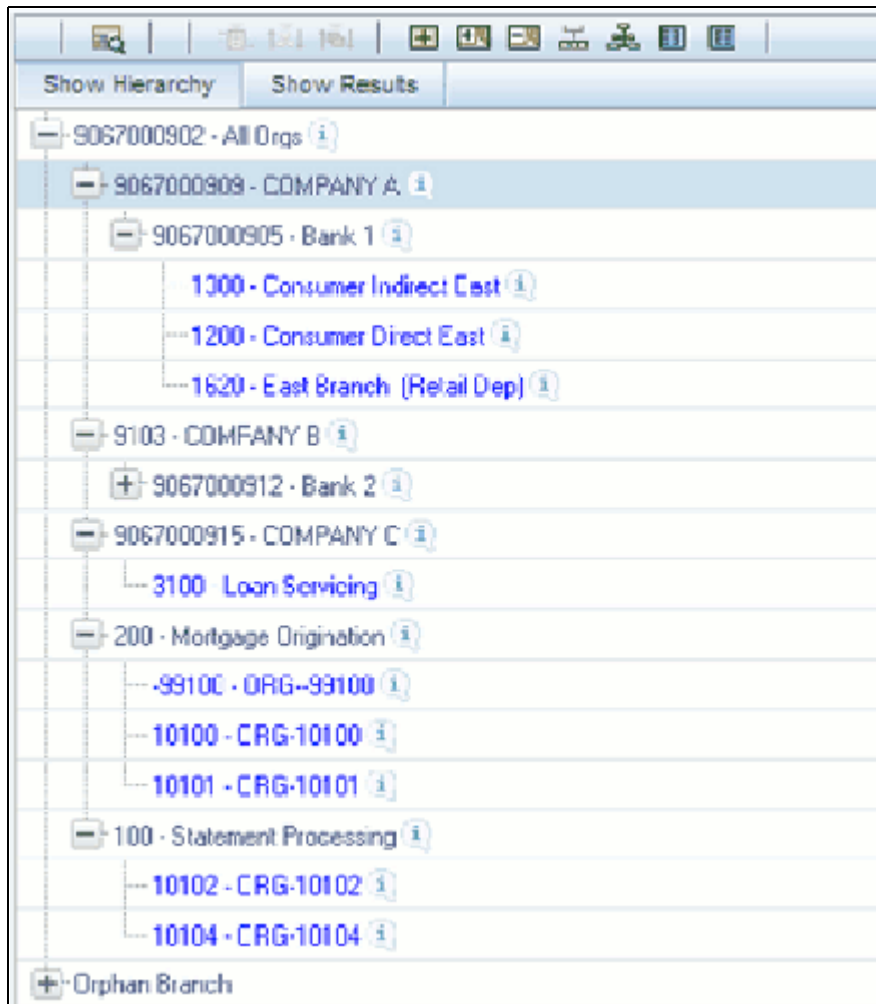 Show Hierarchy Show Results
9067000902 - All Orgs
9067000909 - COMPANY A
9067000905 - Bank 1
1300 - Consumer Indirect East
1200 - Consumer Direct East
1620 - East Branch (Retail Dep)
9103 - COMPANY B
9067000912 - Bank 2
9067000915 - COMPANY C
3100 - Loan Servicing
200 - Mortgage Origination
-99100 - ORG--99100
10100 - ORG-10100
10101 - ORG-10101
100 - Statement Processing
10102 - ORG-10102
10104 - ORG-10104
Orphan Branch